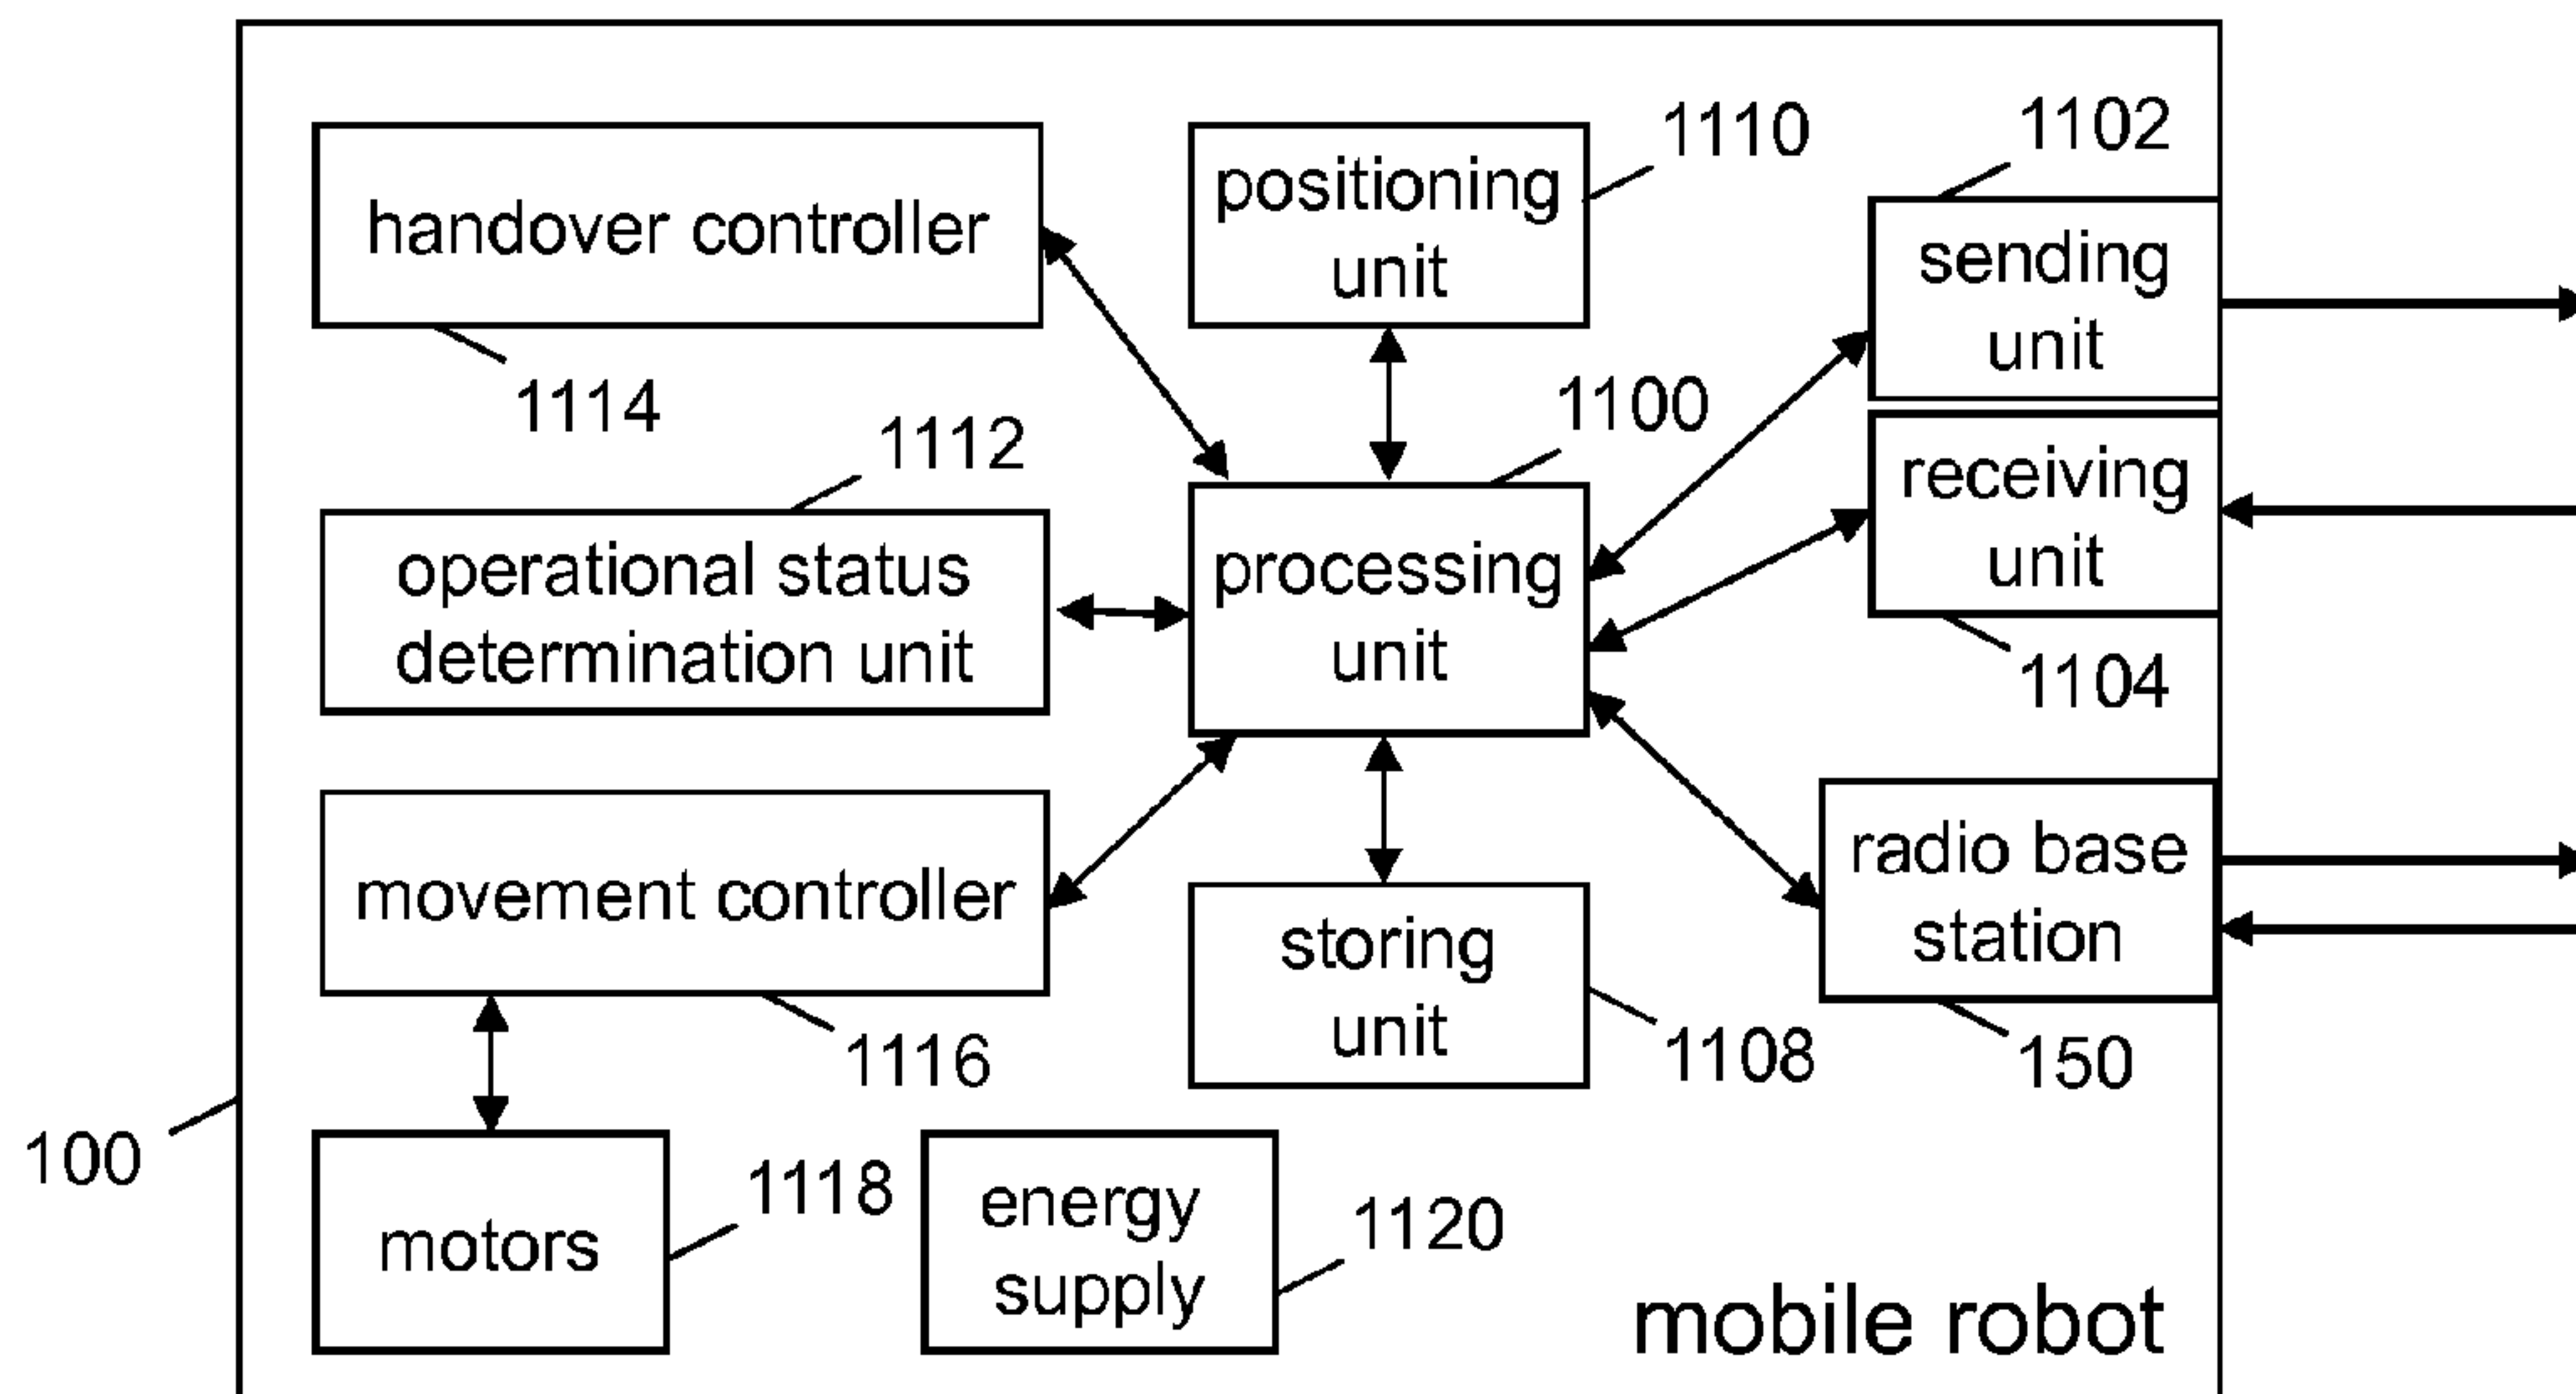 1110
1102
handover controller
positioning
unit
sending
unit
1114
1112
1100
receiving
unit
operational status
determination unit
processing
unit
1104
movement controller
storing
unit
radio base
station
1116
1108
150
100
motors
1118
energy
supply
1120
mobile robot